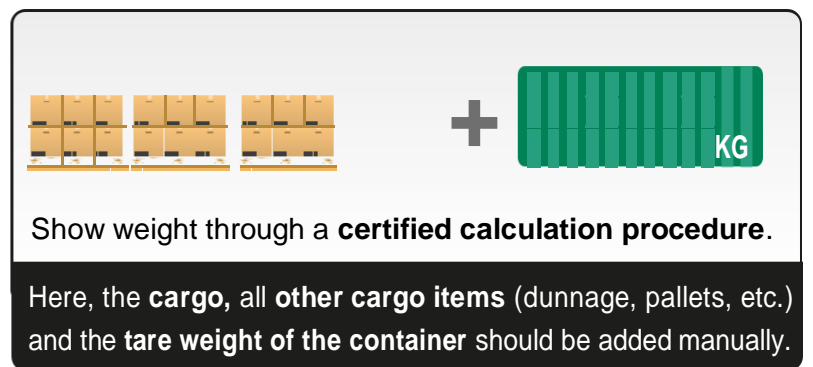 KG
Show weight through a certified calculation procedure.
Here, the cargo, all other cargo items (dunnage, pallets, etc.)
and the tare weight of the container should be added manually.